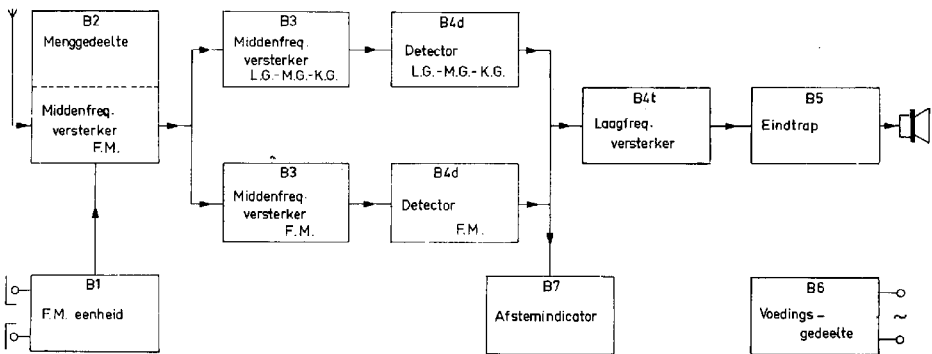 B2
Menggedeelte
Middenfreq.
versterker
F.M.
B3
Middenfreq.
versterker
L.G.-M.G.-K.G.
B4d
Detector
L.G.-M.G.-K.G.
B4t
Laagfreq.
versterker
B5
Eindtrap
B3
Middenfreq.
versterker
F.M.
B4d
Detector
F.M.
B1
F.M. eenheid
B7
Afstemindicator
B6
Voedings-
gedeelte
~